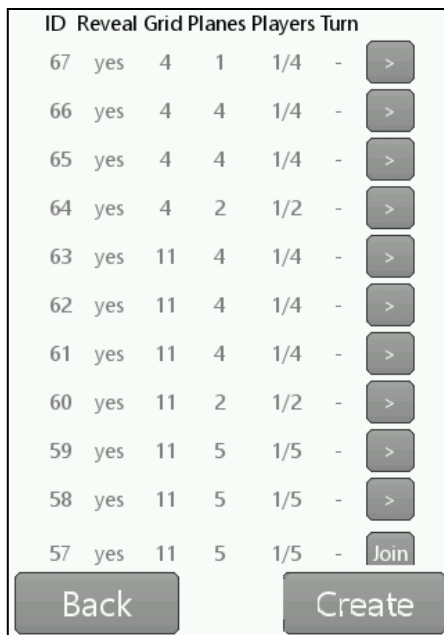 ID Reveal Grid Planes Players Turn
67 yes 4 1 1/4 - >
66 yes 4 4 1/4 - >
65 yes 4 4 1/4 - >
64 yes 4 2 1/2 - >
63 yes 11 4 1/4 - >
62 yes 11 4 1/4 - >
61 yes 11 4 1/4 - >
60 yes 11 2 1/2 - >
59 yes 11 5 1/5 - >
58 yes 11 5 1/5 - >
57 yes 11 5 1/5 - Join
Back Create